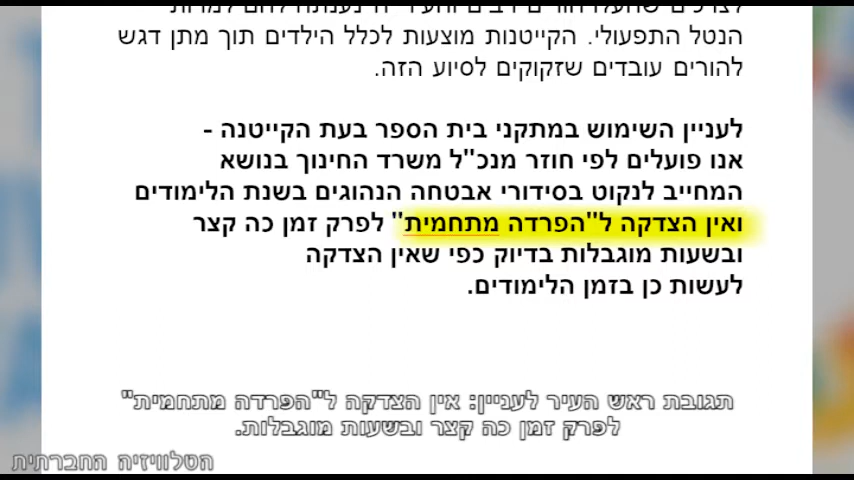 הנטל התפעולי. הקייטנות מוצעות לכלל הילדים תוך מתן דגש
להורים עובדים שזקוקים לסיוע הזה.
לעניין השימוש במתקני בית הספר בעת הקייטנה -
אנו פועלים לפי חוזר מנכ"ל משרד החינוך בנושא
המחייב לנקוט בסידורי אבטחה הנהוגים בשנת הלימודים
ואין הצדקה ל"הפרדה מתחמית" לפרק זמן כה קצר
ובשעות מוגבלות בדיוק כפי שאין הצדקה
לעשות כן בזמן הלימודים.
תגובת ראש העיר לעניין: אין הצדקה ל"הפרדה מתחמית"
לפרק זמן כה קצר ובשעות מוגבלות.
הטלוויזיה החברתית